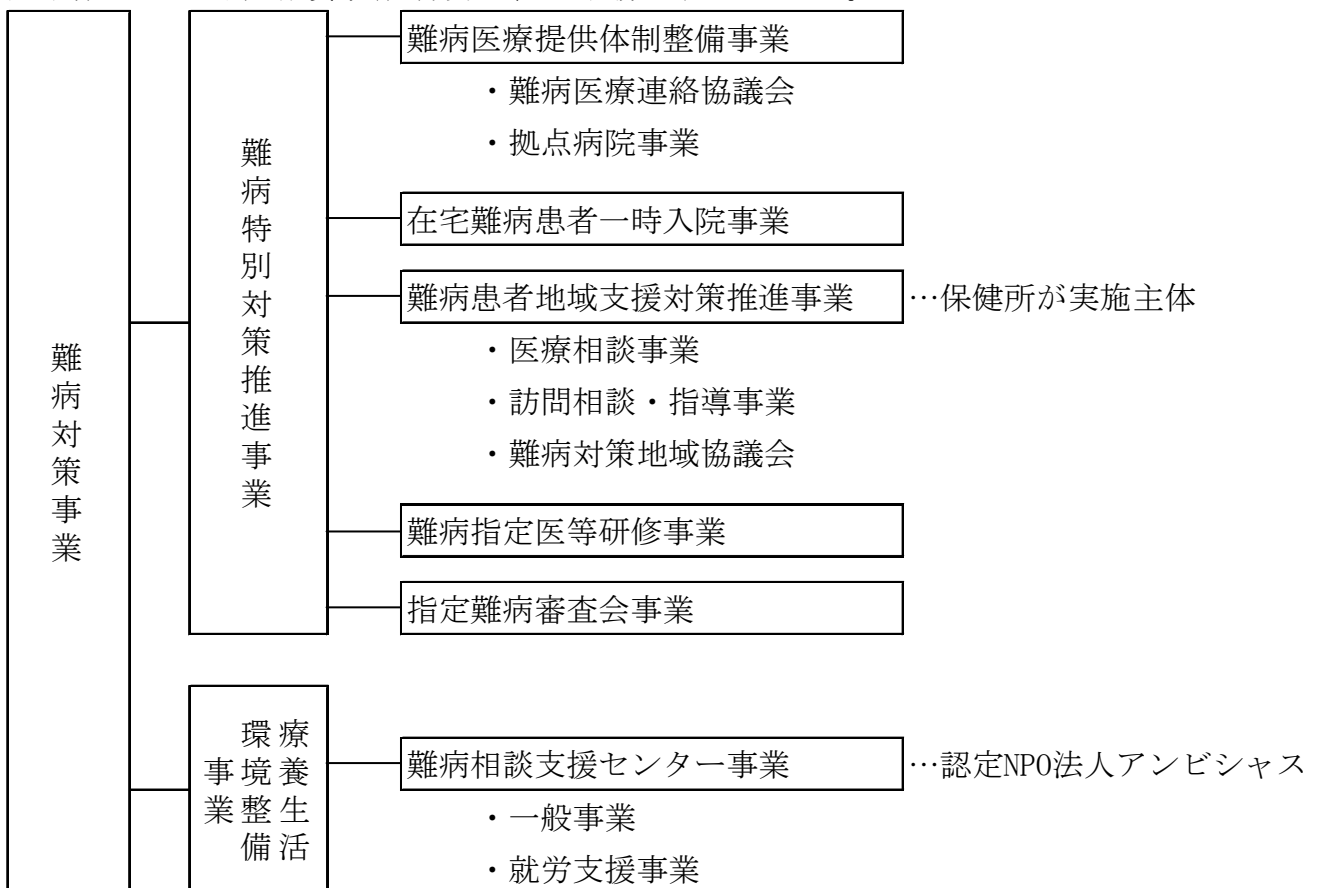 難病対策事業
難病特別対策推進事業
難病医療提供体制整備事業
・難病医療連絡協議会
・拠点病院事業
在宅難病患者一時入院事業
難病患者地域支援対策推進事業 …保健所が実施主体
・医療相談事業
・訪問相談・指導事業
・難病対策地域協議会
難病指定医等研修事業
指定難病審査会事業
療養生活
環境整備
事業
難病相談支援センター事業 …認定NPO法人アンビシャス
・一般事業
・就労支援事業